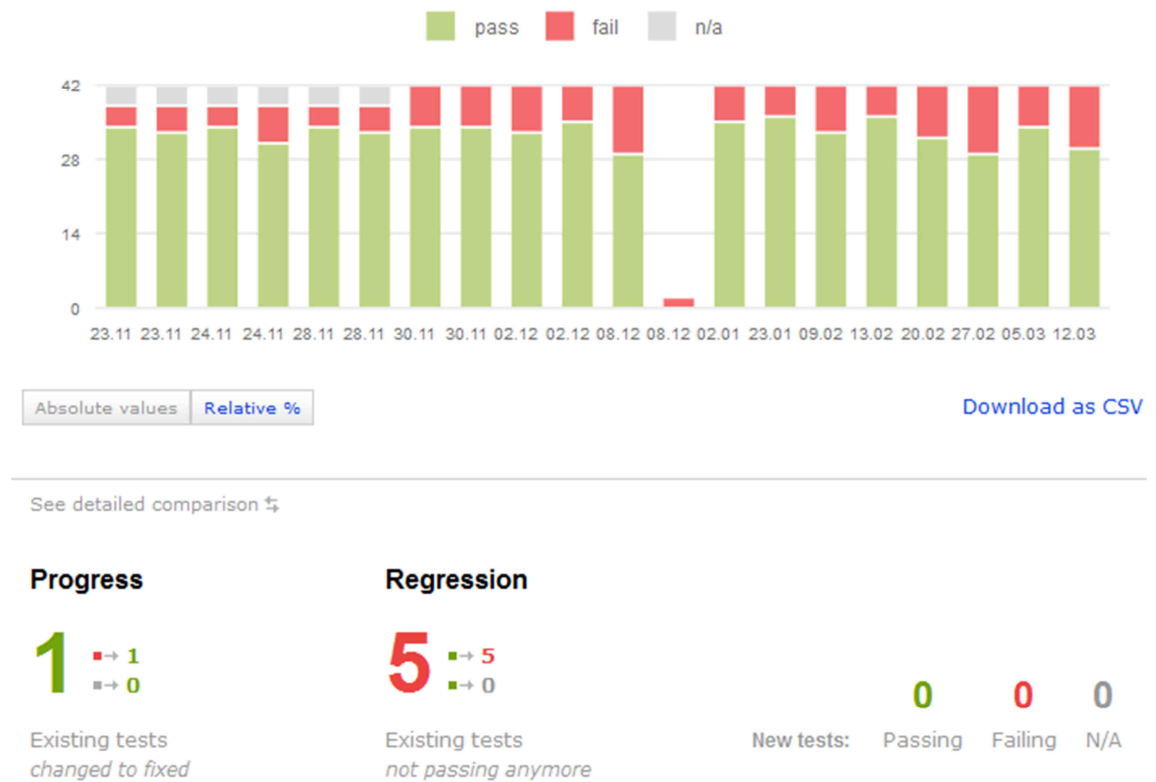 pass fail n/a
42
28
14
0
23.11 23.11 24.11 24.11 28.11 28.11 30.11 30.11 02.12 02.12 08.12 08.12 02.01 23.01 09.02 13.02 20.02 27.02 05.03 12.03
Absolute values Relative % Download as CSV
See detailed comparison
Progress Regression
1 → 1 5 → 5
→ 0 → 0
0 0 0
Existing tests Existing tests New tests: Passing Failing N/A
changed to fixed not passing anymore